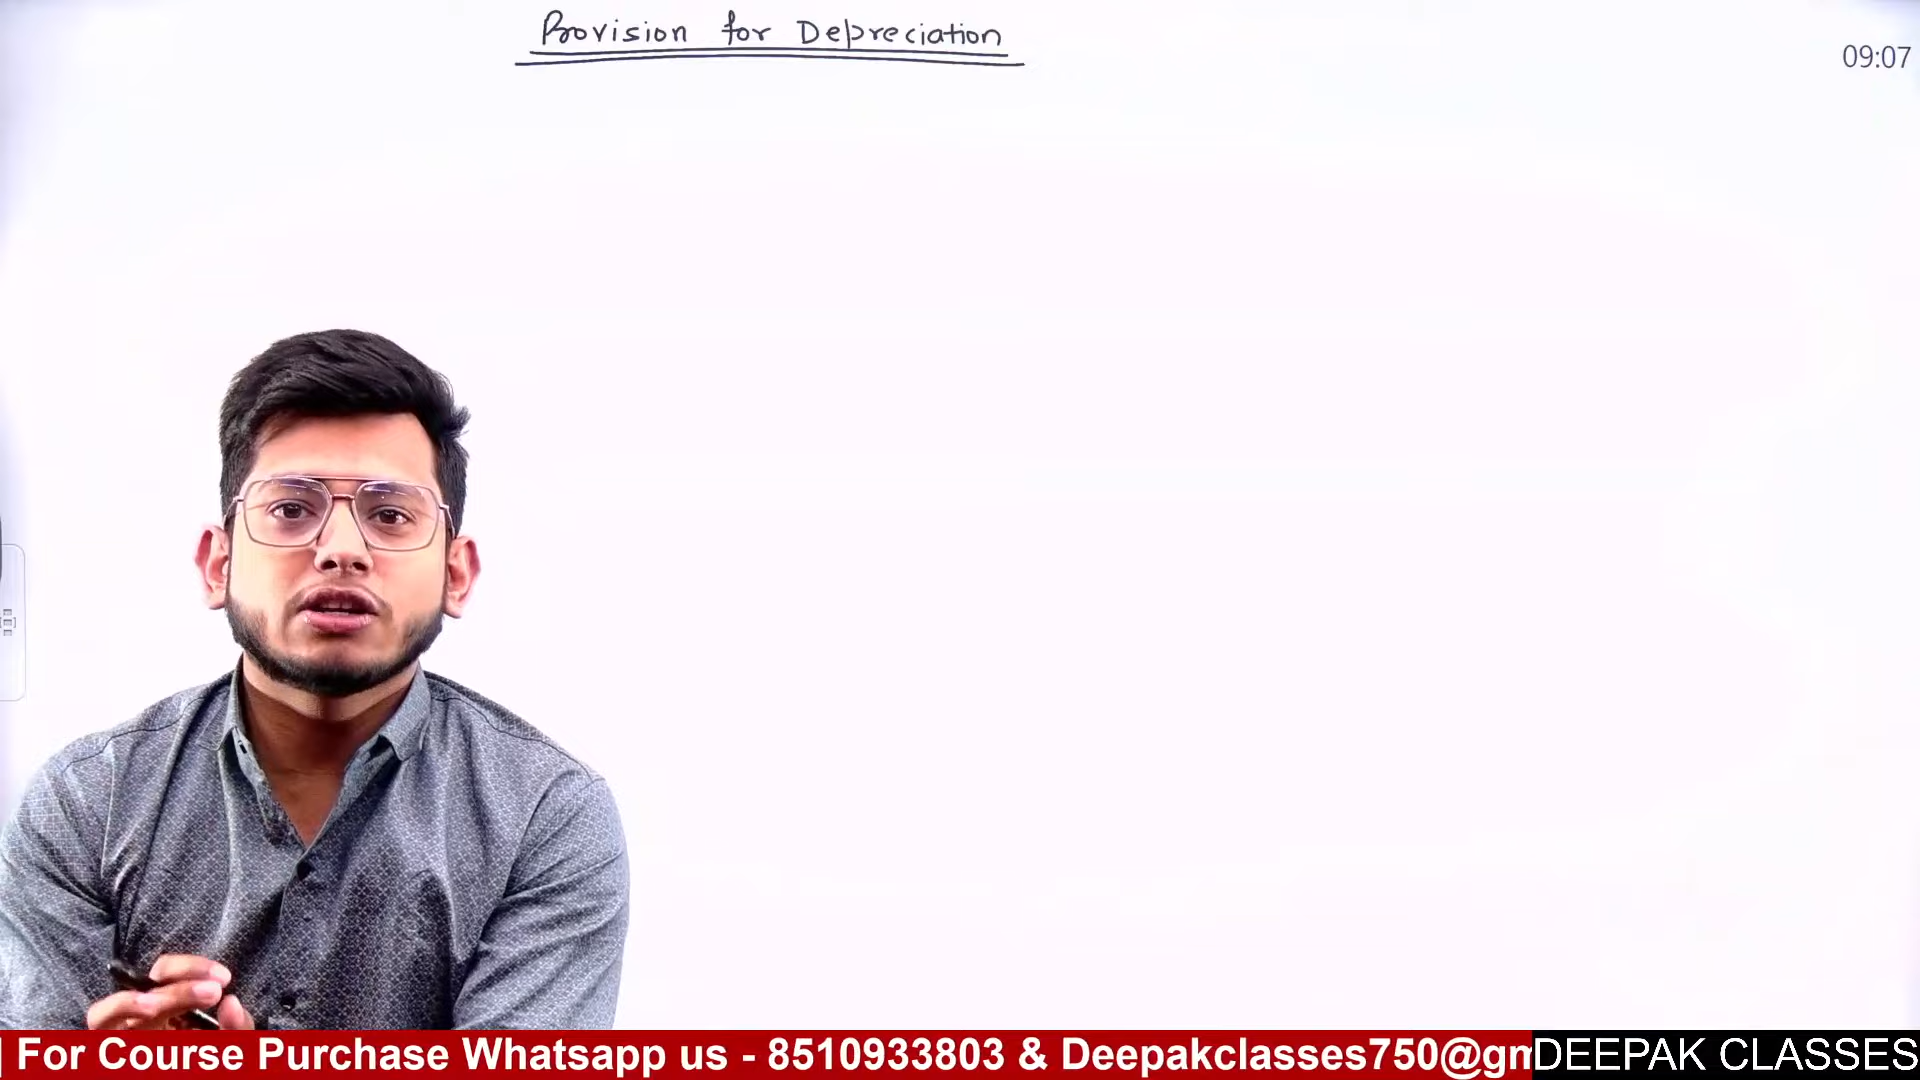 Provision for Depreciation
09:07
| For Course Purchase Whatsapp us - 8510933803 & Deepakclasses750@gm
DEEPAK CLASSES